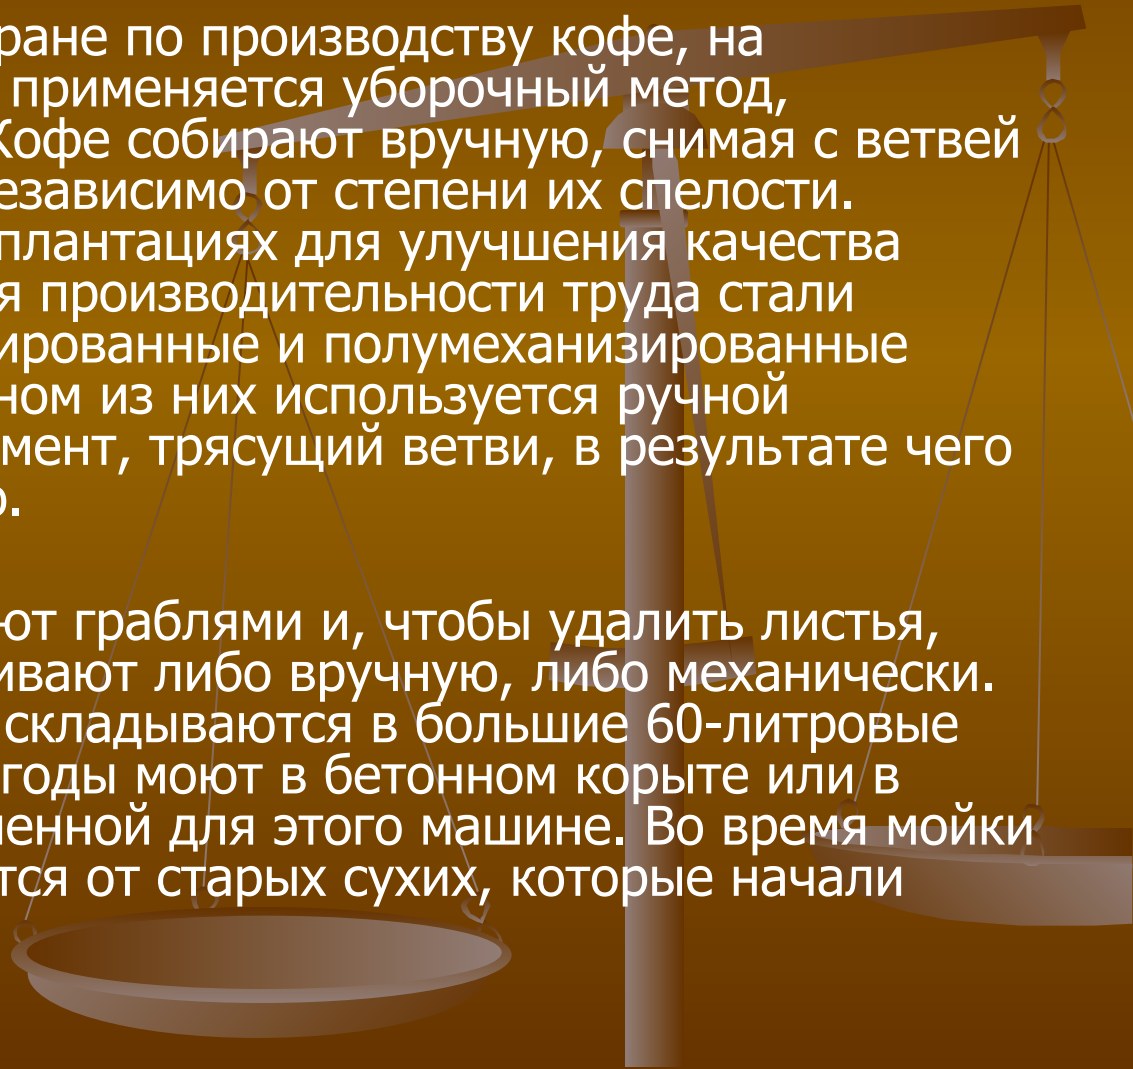 ране по производству кофе, на
применяется уборочный метод,
Кофе собирают вручную, снимая с ветвей
езависимо от степени их спелости.
плантациях для улучшения качества
я производительности труда стали
ированные и полумеханизированные
ном из них используется ручной
мент, трясущий ветви, в результате чего
о.
ют граблями и, чтобы удалить листья,
ивают либо вручную, либо механически.
складываются в большие 60-литровые
годы моют в бетонном корыте или в
ленной для этого машине. Во время мойки
тся от старых сухих, которые начали